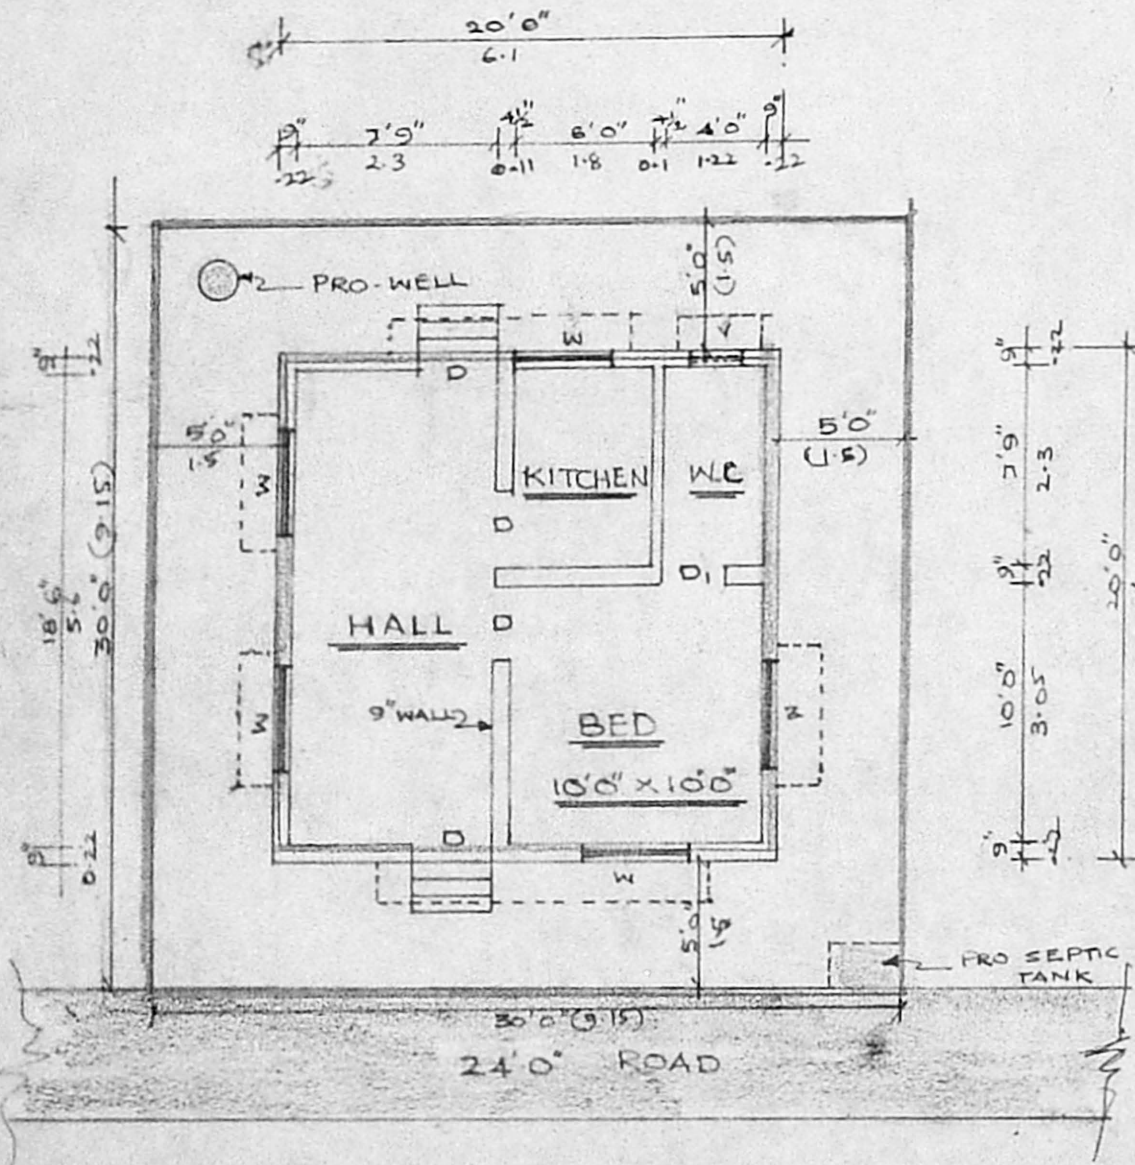 20'0"
6.1
9" 7'9" 4½" 6'0" 4½" 4'0" 9"
.22 2.3 0.11 1.8 0.1 1.22 .22
PRO-WELL
5'0"
(1.5)
W
D
9"
.22
9"
.22
5'0"
1.5
5'0"
(1.5)
W
KITCHEN
W.C
7'9"
2.3
D
D1
9"
.22
18'6"
5.6
30'0" (9.15)
20'0"
HALL
D
W
9" WALL
BED
10'0" X 10'0"
W
10'0"
3.05
D
9"
0.22
9"
W
5'0"
1.5
PRO SEPTIC
TANK
30'0" (9.15)
24'0" ROAD